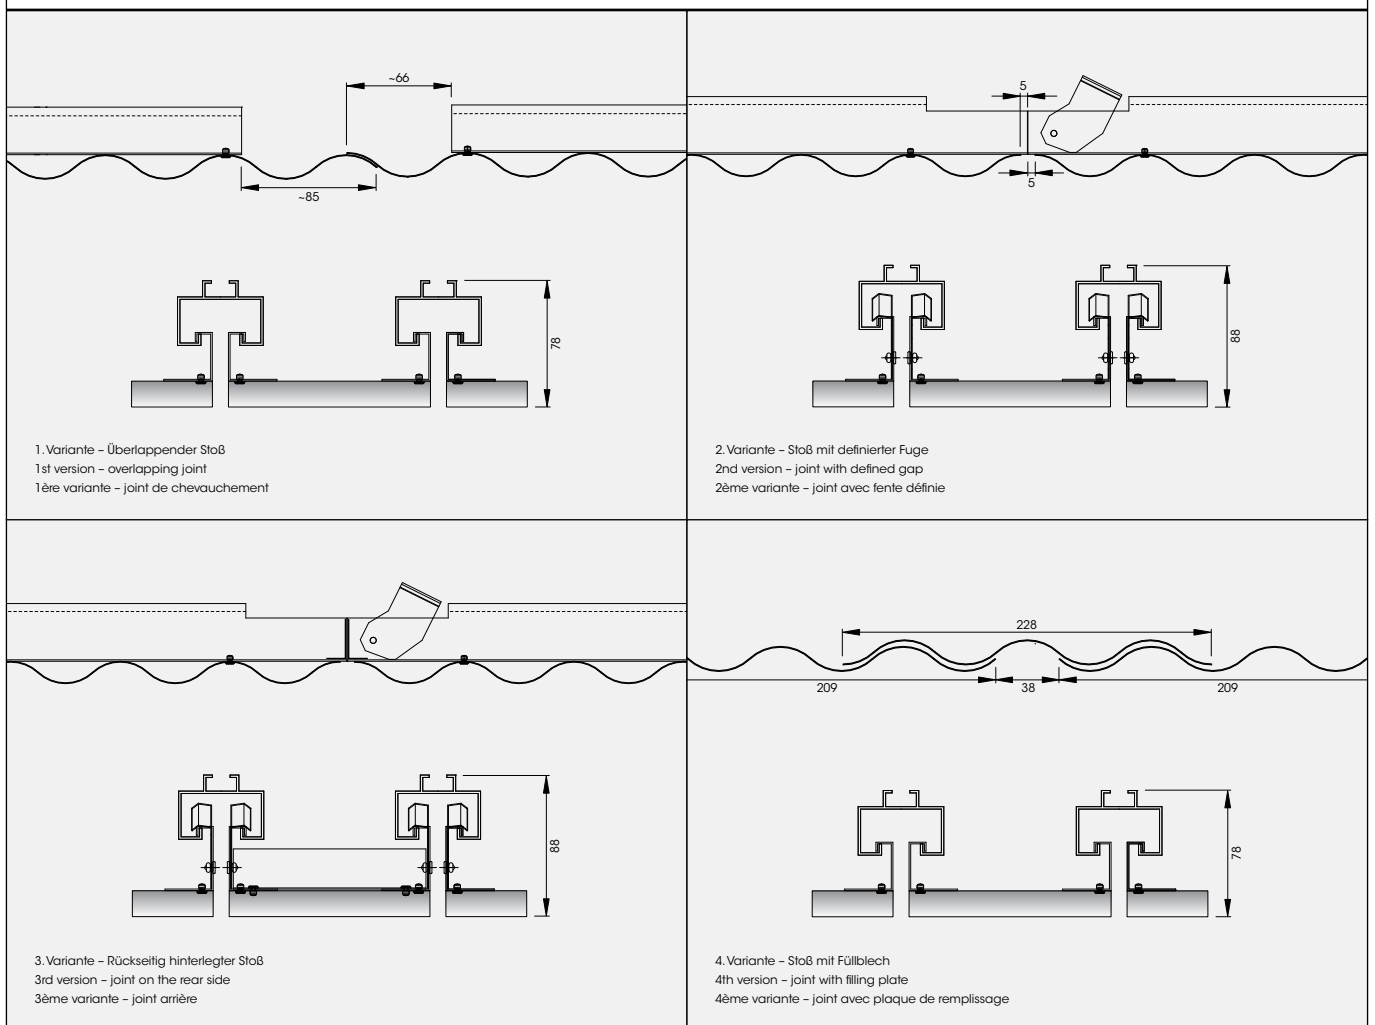 ~66
~85
78
1. Variante – Überlappender Stoß
1st version – overlapping joint
1ère variante – joint de chevauchement
5
5
88
2. Variante – Stoß mit definierter Fuge
2nd version – joint with defined gap
2ème variante – joint avec fente définie
88
3. Variante – Rückseitig hinterlegter Stoß
3rd version – joint on the rear side
3ème variante – joint arrière
228
209 38 209
78
4. Variante – Stoß mit Füllblech
4th version – joint with filling plate
4ème variante – joint avec plaque de remplissage